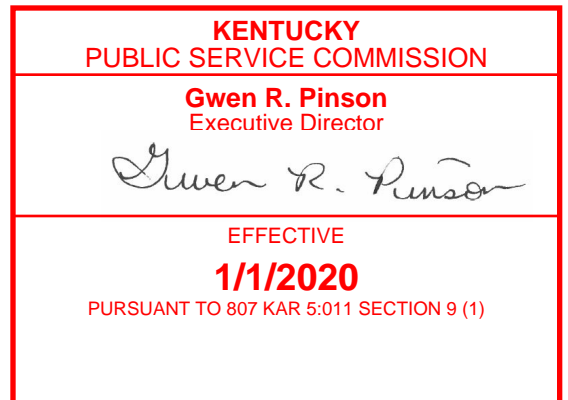 KENTUCKY
PUBLIC SERVICE COMMISSION
Gwen R. Pinson
Executive Director
Gwen R. Pinson
EFFECTIVE
1/1/2020
PURSUANT TO 807 KAR 5:011 SECTION 9 (1)